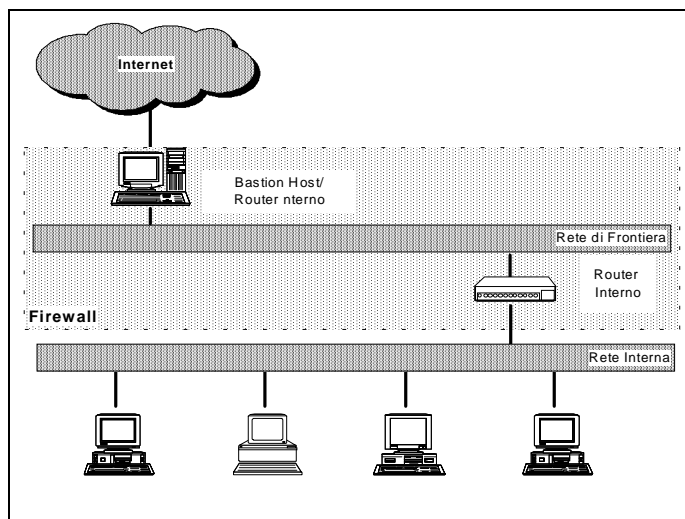 Internet
Bastion Host/
Router nterno
Rete di Frontiera
Router
Interno
Firewall
Rete Interna